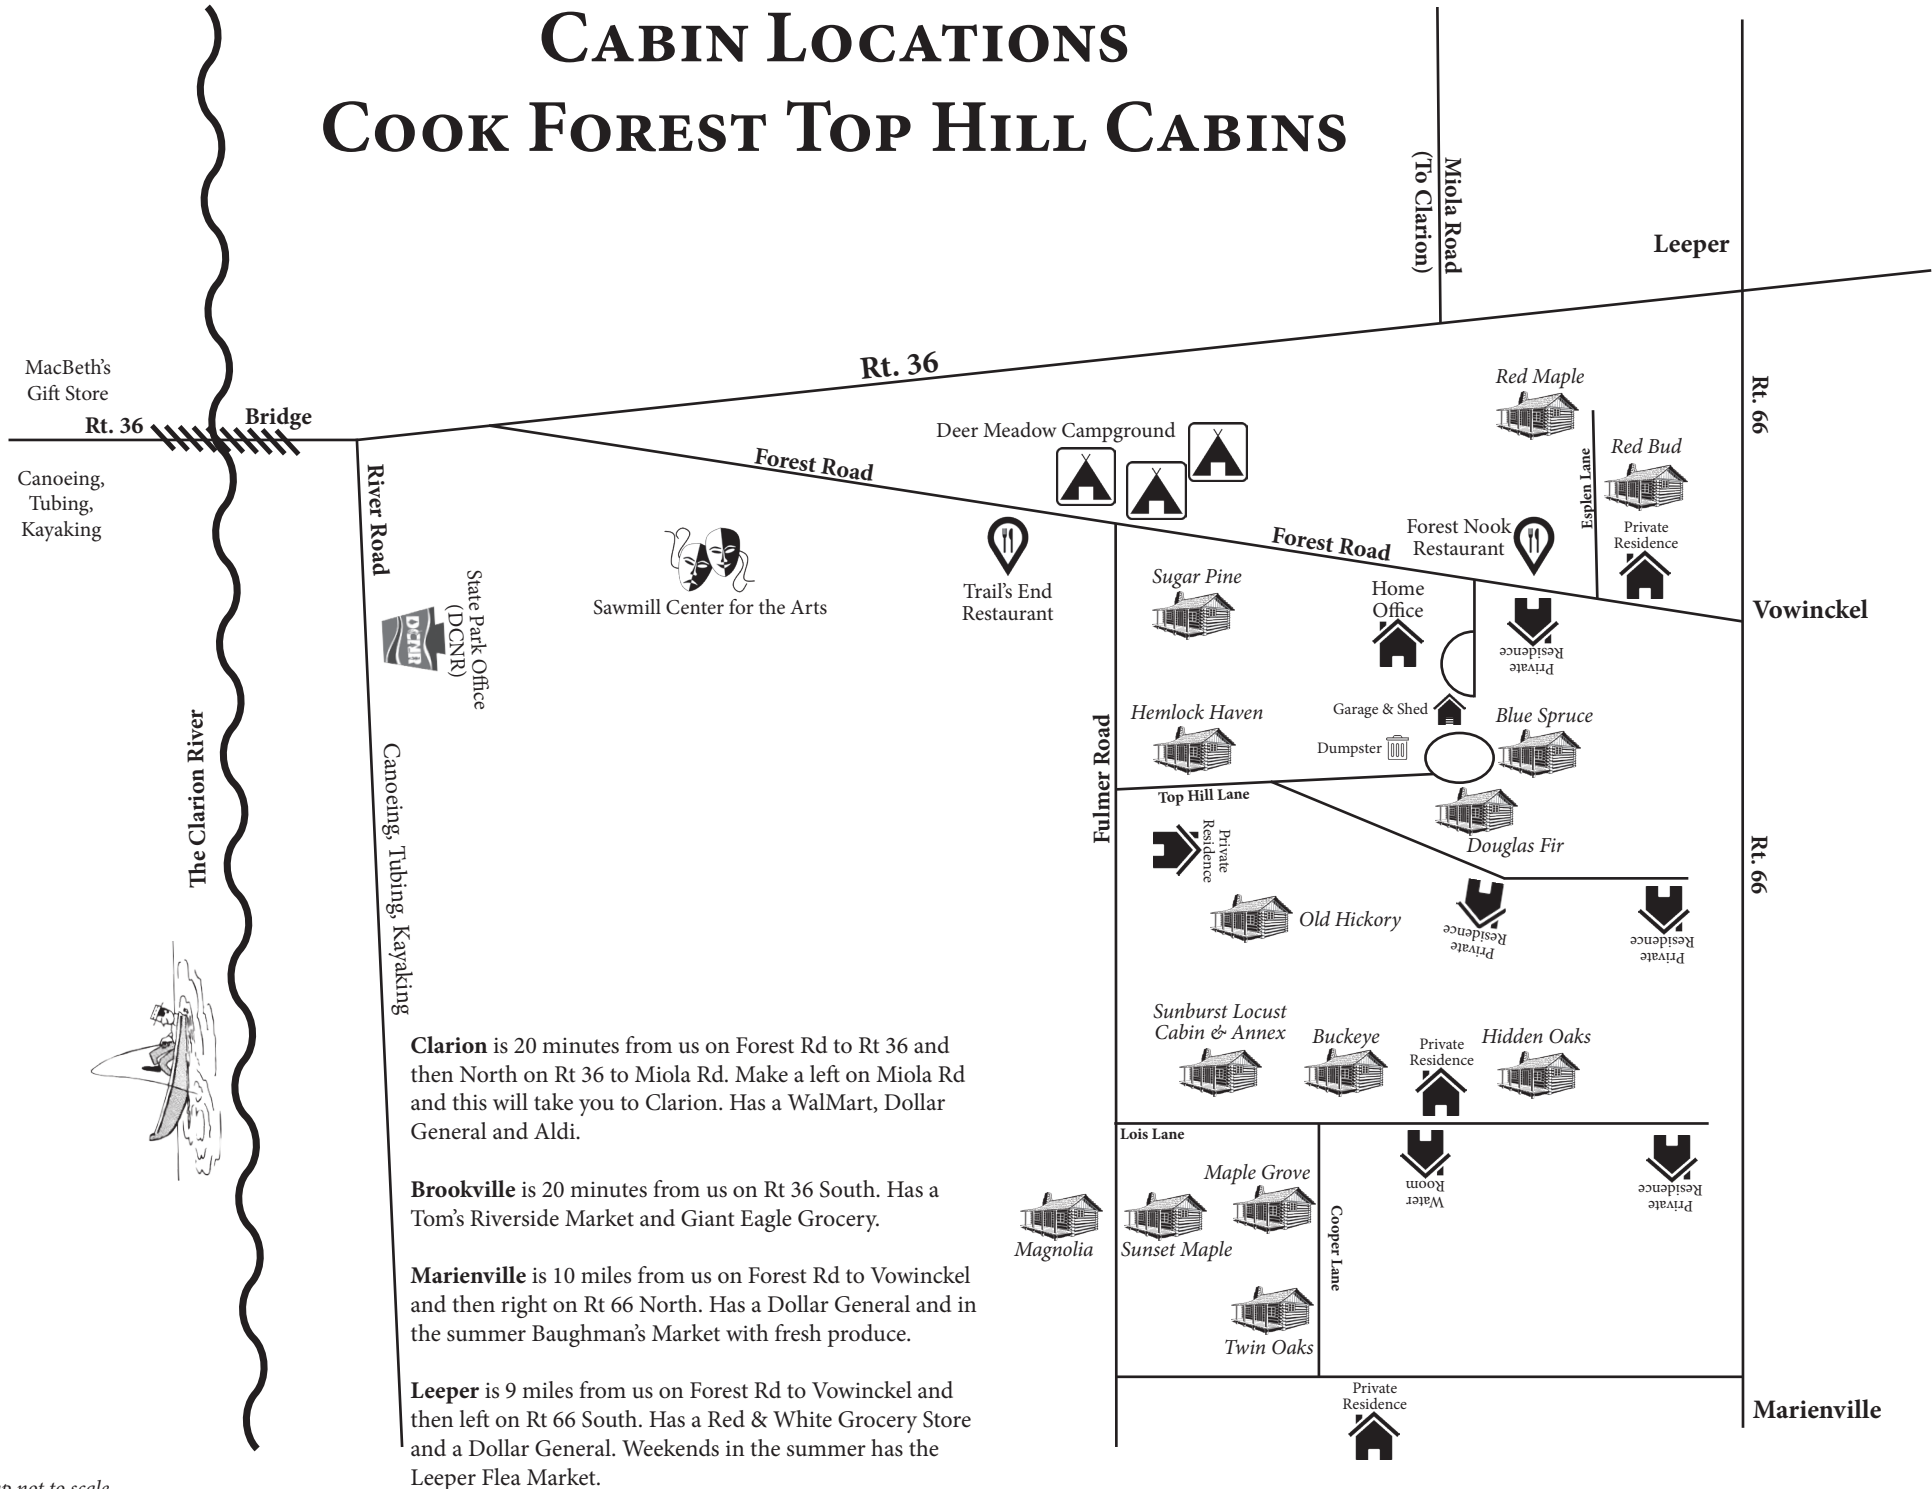 Cabin Locations
Cook Forest Top Hill Cabins
Miola Road
(To Clarion)
Leeper
Rt. 36
MacBeth's
Gift Store
Rt. 36
Bridge
Canoeing,
Tubing,
Kayaking
River Road
Forest Road
Deer Meadow Campground
Red Maple
Rt. 66
Esplen Lane
Red Bud
Private
Residence
Forest Road
Forest Nook
Restaurant
Vowinckel
State Park Office
(DCNR)
DCNR
Sawmill Center for the Arts
Trail's End
Restaurant
Sugar Pine
Home
Office
Private
Residence
Hemlock Haven
Garage & Shed
Dumpster
Blue Spruce
Fulmer Road
Top Hill Lane
Douglas Fir
Private
Residence
Old Hickory
Private
Residence
Private
Residence
Rt. 66
The Clarion River
Canoeing, Tubing, Kayaking
Sunburst Locust
Cabin & Annex
Buckeye
Private
Residence
Hidden Oaks
Lois Lane
Maple Grove
Water
Room
Private
Residence
Magnolia
Sunset Maple
Cooper Lane
Twin Oaks
Private
Residence
Marienville
Clarion is 20 minutes from us on Forest Rd to Rt 36 and
then North on Rt 36 to Miola Rd. Make a left on Miola Rd
and this will take you to Clarion. Has a WalMart, Dollar
General and Aldi.
Brookville is 20 minutes from us on Rt 36 South. Has a
Tom's Riverside Market and Giant Eagle Grocery.
Marienville is 10 miles from us on Forest Rd to Vowinckel
and then right on Rt 66 North. Has a Dollar General and in
the summer Baughman's Market with fresh produce.
Leeper is 9 miles from us on Forest Rd to Vowinckel and
then left on Rt 66 South. Has a Red & White Grocery Store
and a Dollar General. Weekends in the summer has the
Leeper Flea Market.
not to scale